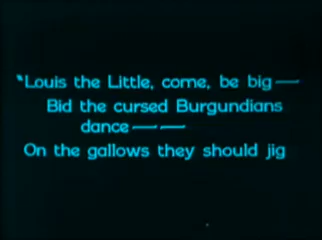 "Louis the Little, come, be big—
Bid the cursed Burgundians
dance— —
On the gallows they should jig